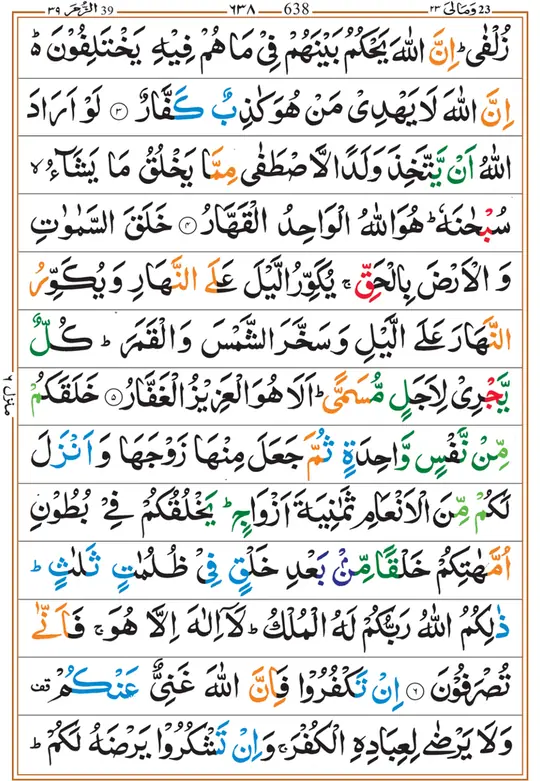 ٣٩ الزُّمَر 39 ٦٣٨ 638 ٢٣ وَمَالِیَ 23
زُلْفٰیؕ اِنَّ اللّٰهَ یَحْكُمُ بَیْنَهُمْ فِیْ مَا هُمْ فِیْهِ یَخْتَلِفُوْنَ۬ؕ
اِنَّ اللّٰهَ لَا یَهْدِیْ مَنْ هُوَ كٰذِبٌ كَفَّارٌ ۝۳ لَوْ اَرَادَ
اللّٰهُ اَنْ یَّتَّخِذَ وَلَدًا لَّاصْطَفٰی مِمَّا یَخْلُقُ مَا یَشَآءُۙ
سُبْحٰنَهٗؕ هُوَ اللّٰهُ الْوَاحِدُ الْقَهَّارُ ۝۴ خَلَقَ السَّمٰوٰتِ
وَ الْاَرْضَ بِالْحَقِّۚ یُكَوِّرُ الَّیْلَ عَلَی النَّهَارِ وَ یُكَوِّرُ
النَّهَارَ عَلَی الَّیْلِ وَ سَخَّرَ الشَّمْسَ وَ الْقَمَرَؕ كُلٌّ
یَّجْرِیْ لِاَجَلٍ مُّسَمًّیؕ اَلَا هُوَ الْعَزِیْزُ الْغَفَّارُ ۝۵ خَلَقَكُمْ
مِّنْ نَّفْسٍ وَّاحِدَةٍ ثُمَّ جَعَلَ مِنْهَا زَوْجَهَا وَ اَنْزَلَ
لَكُمْ مِّنَ الْاَنْعَامِ ثَمٰنِیَةَ اَزْوَاجٍؕ یَخْلُقُكُمْ فِیْ بُطُوْنِ
اُمَّهٰتِكُمْ خَلْقًا مِّنْۢ بَعْدِ خَلْقٍ فِیْ ظُلُمٰتٍ ثَلٰثٍؕ
ذٰلِكُمُ اللّٰهُ رَبُّكُمْ لَهُ الْمُلْكُؕ لَاۤ اِلٰهَ اِلَّا هُوَۚ فَاَنّٰی
تُصْرَفُوْنَ ۝۶ اِنْ تَكْفُرُوْا فَاِنَّ اللّٰهَ غَنِیٌّ عَنْكُمْ قف
وَلَا یَرْضٰی لِعِبَادِهِ الْكُفْرَۚ وَاِنْ تَشْكُرُوْا یَرْضَهُ لَكُمْؕ
منزل ٦